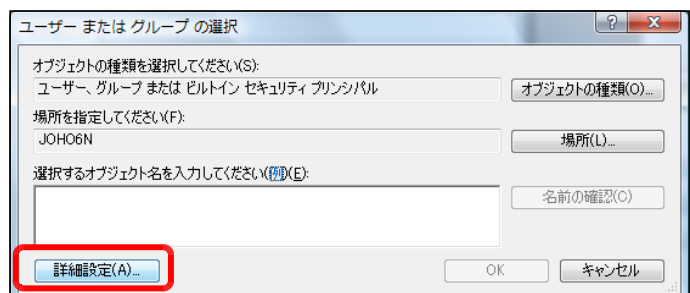 ユーザー または グループ の選択
オブジェクトの種類を選択してください(S):
ユーザー、グループ または ビルトイン セキュリティ プリンシパル
オブジェクトの種類(O)...
場所を指定してください(F):
JOHO6N
場所(L)...
選択するオブジェクト名を入力してください(例)(E):
名前の確認(C)
詳細設定(A)...
OK
キャンセル